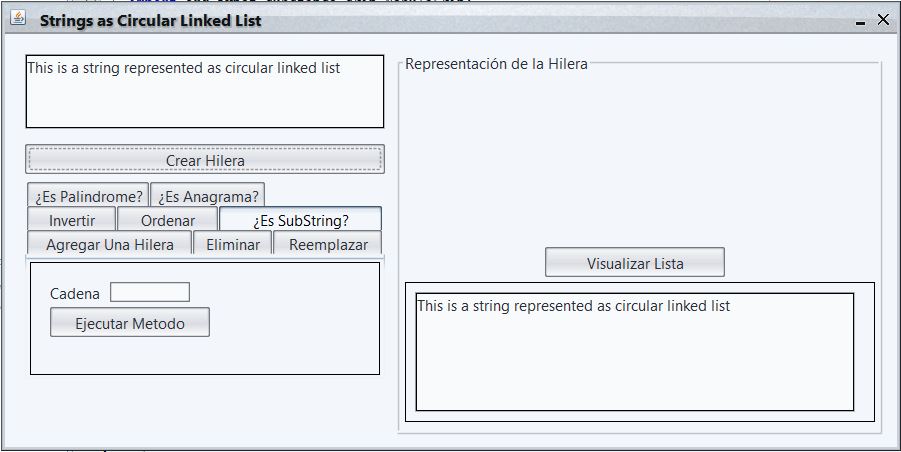 Strings as Circular Linked List
This is a string represented as circular linked list
Crear Hilera
¿Es Palindrome? ¿Es Anagrama?
Invertir Ordenar ¿Es SubString?
Agregar Una Hilera Eliminar Reemplazar
Cadena
Ejecutar Metodo
Representación de la Hilera
Visualizar Lista
This is a string represented as circular linked list